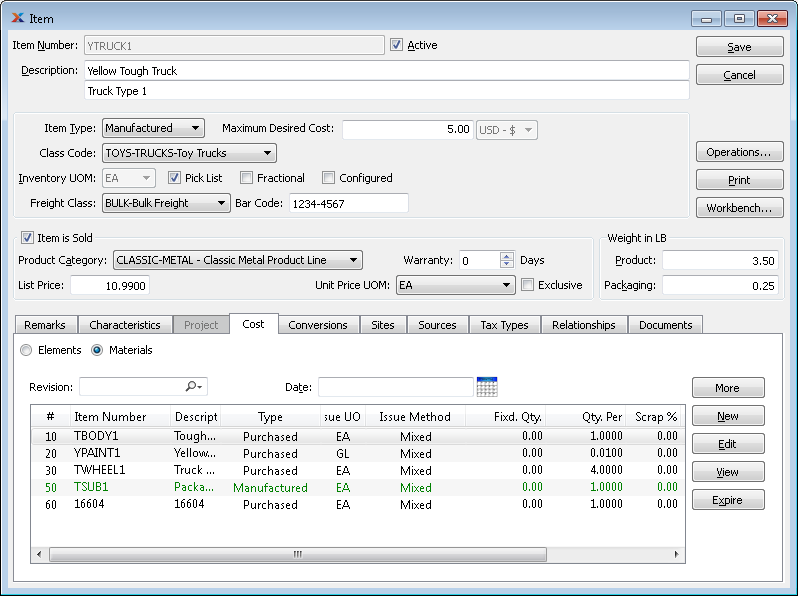 Item
Item Number: YTRUCK1 Active Save
Description: Yellow Tough Truck Cancel
Truck Type 1
Item Type: Manufactured Maximum Desired Cost: 5.00 USD - $
Class Code: TOYS-TRUCKS-Toy Trucks Operations...
Inventory UOM: EA Pick List Fractional Configured Print
Freight Class: BULK-Bulk Freight Bar Code: 1234-4567 Workbench...
Item is Sold Weight in LB
Product Category: CLASSIC-METAL - Classic Metal Product Line Warranty: 0 Days Product: 3.50
List Price: 10.9900 Unit Price UOM: EA Exclusive Packaging: 0.25
Remarks Characteristics Project Cost Conversions Sites Sources Tax Types Relationships Documents
Elements Materials
Revision: Date: More
# Item Number Descript Type sue UO Issue Method Fixd. Qty. Qty. Per Scrap % New
10 TBODY1 Tough... Purchased EA Mixed 0.00 1.0000 0.00 Edit
20 YPAINT1 Yellow... Purchased GL Mixed 0.00 0.0100 0.00
30 TWHEEL1 Truck ... Purchased EA Mixed 0.00 4.0000 0.00 View
50 TSUB1 Packa... Manufactured EA Mixed 0.00 1.0000 0.00
60 16604 16604 Purchased EA Mixed 0.00 1.0000 0.00 Expire